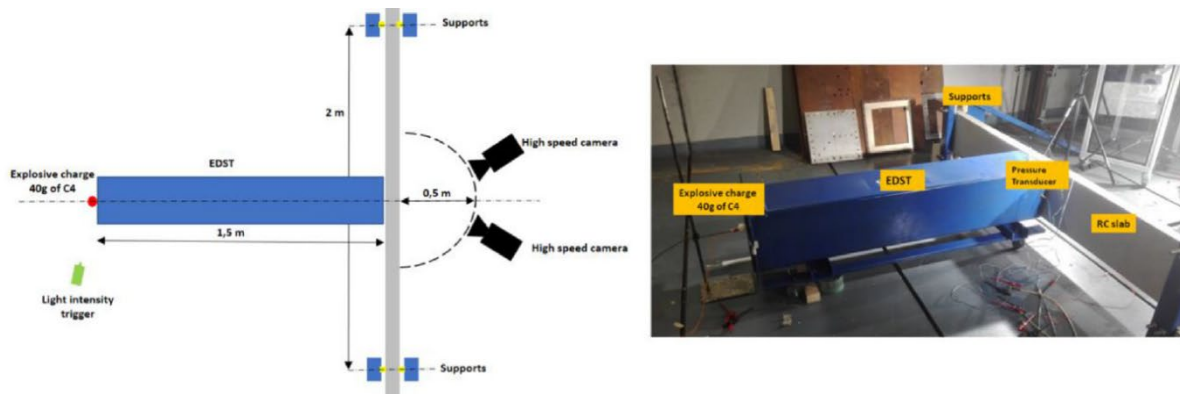 Supports
2 m
High speed camera
EDST
Explosive charge
40g of C4
0,5 m
1,5 m
High speed camera
Light intensity
trigger
Supports
Supports
EDST
Pressure
Transducer
Explosive charge
40g of C4
RC slab